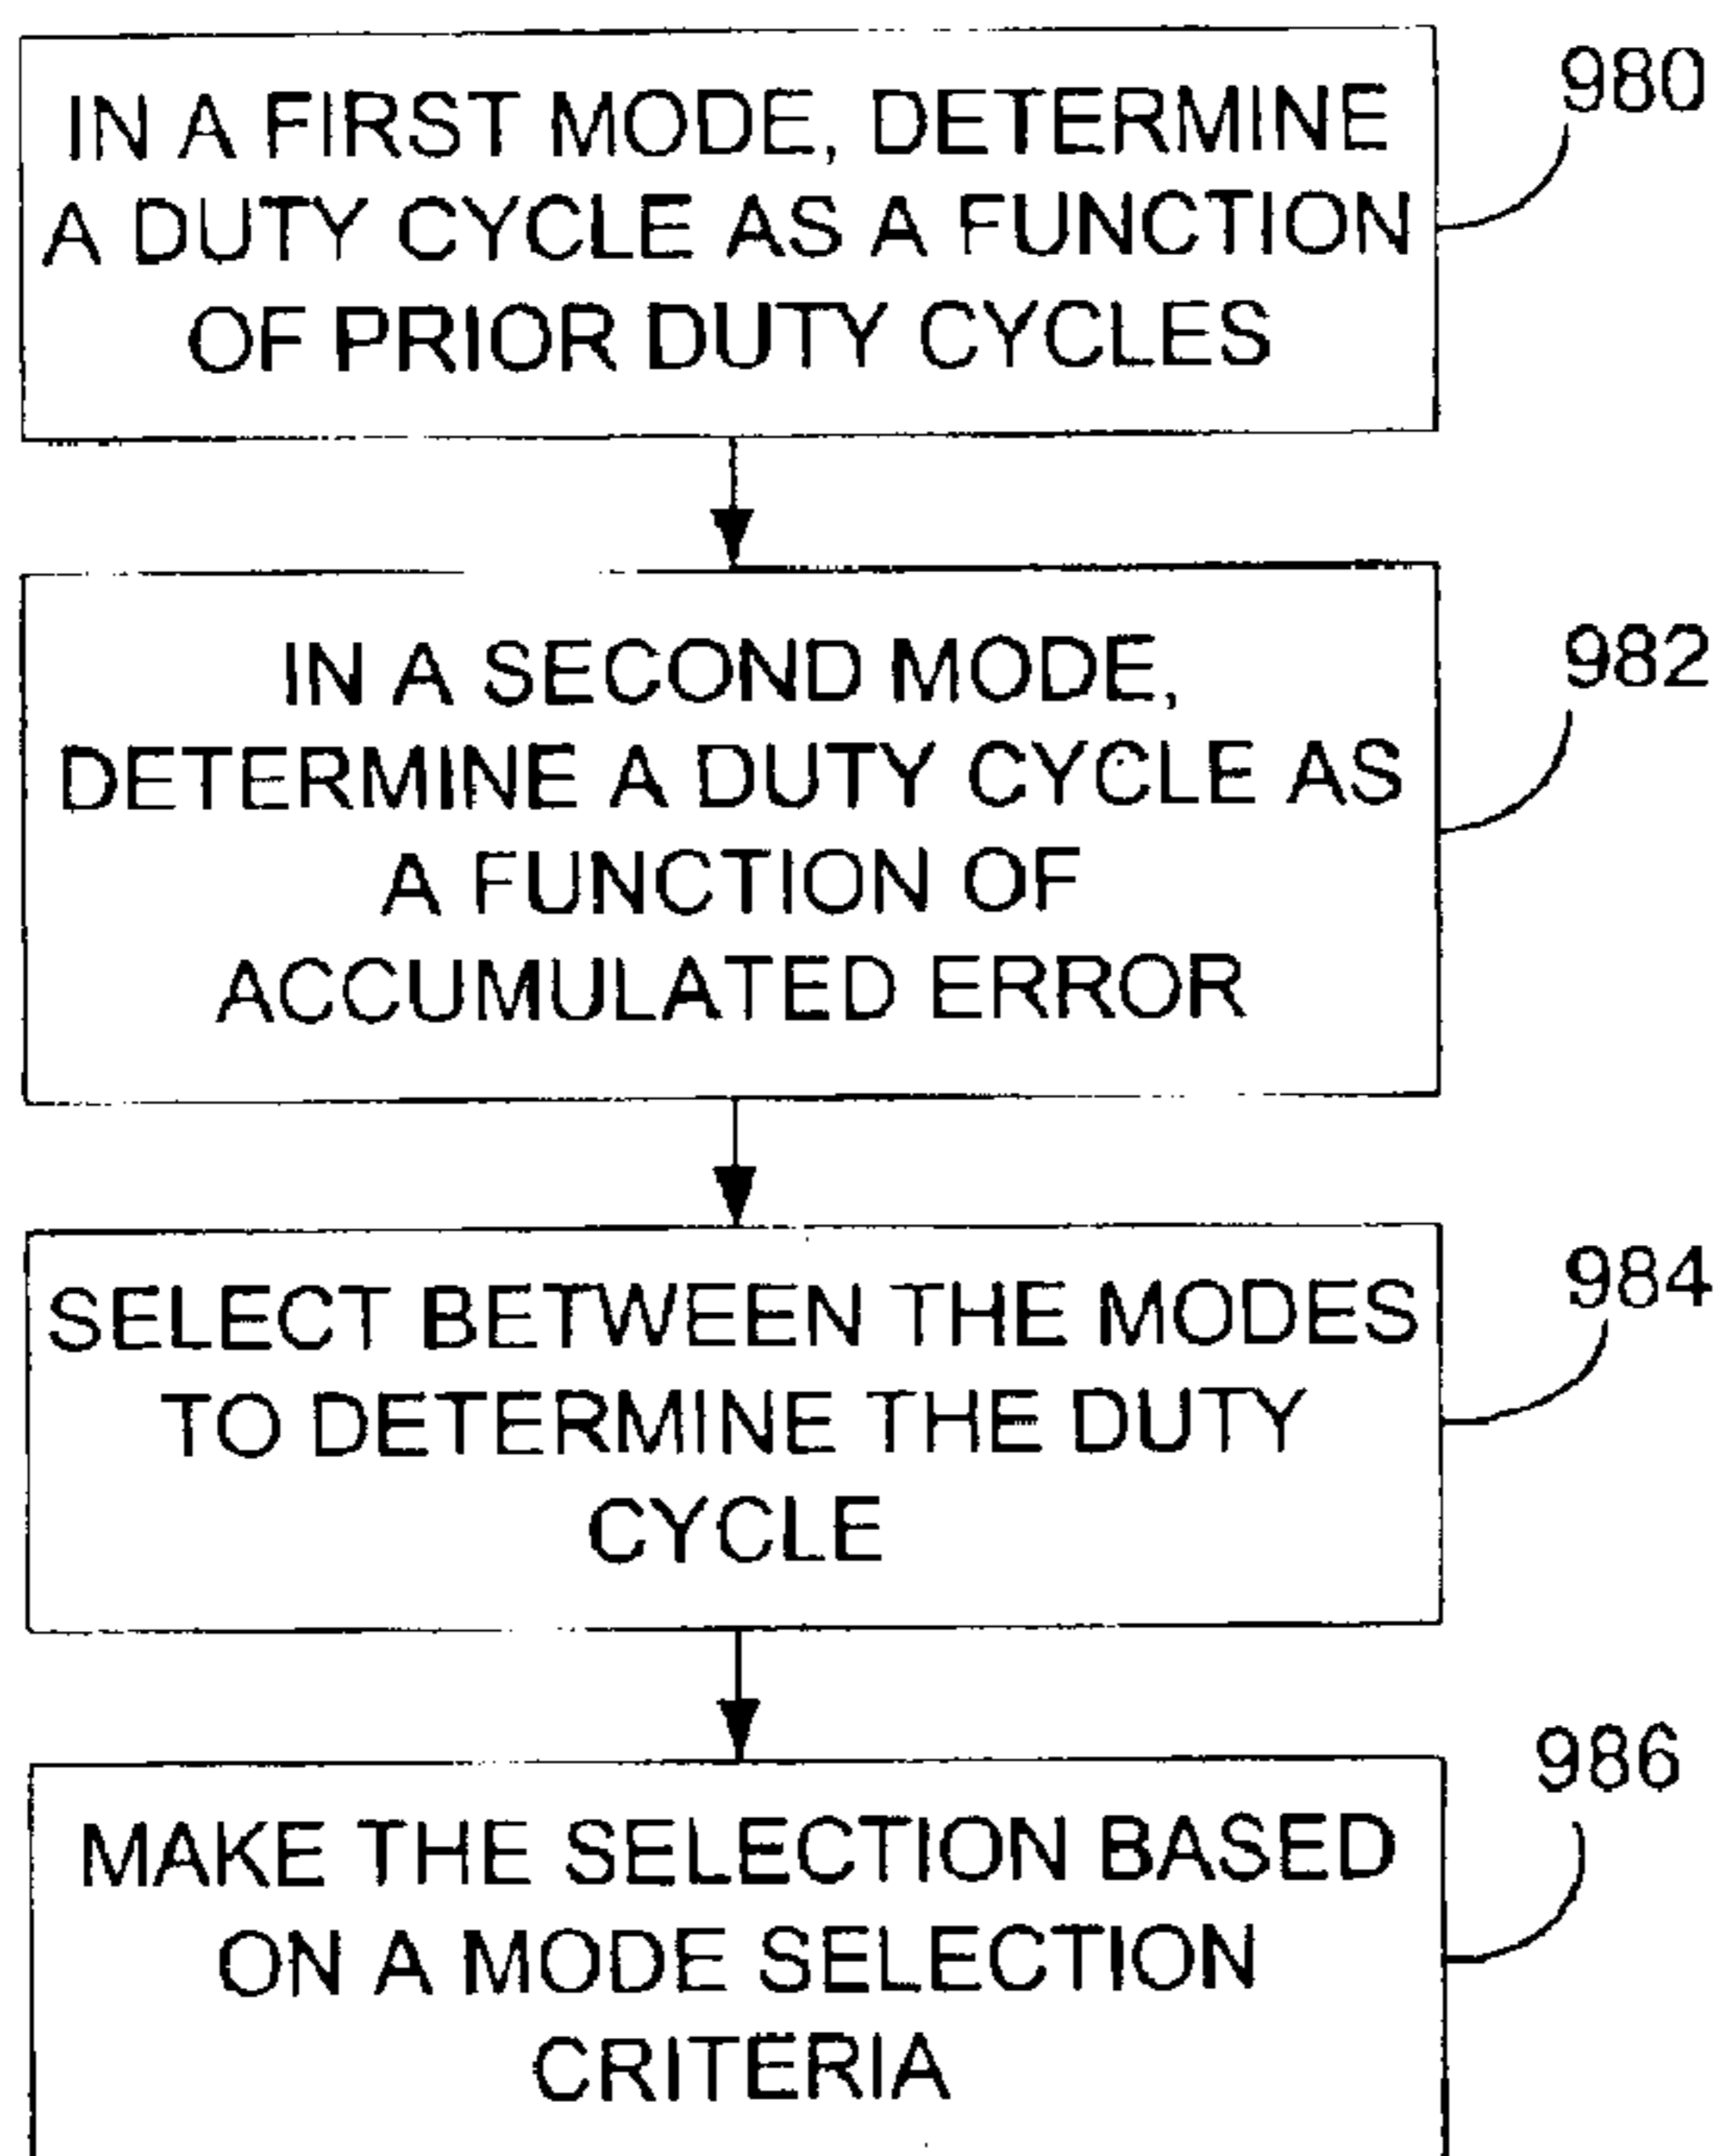 IN A FIRST MODE, DETERMINE
A DUTY CYCLE AS A FUNCTION
OF PRIOR DUTY CYCLES
980
IN A SECOND MODE,
DETERMINE A DUTY CYCLE AS
A FUNCTION OF
ACCUMULATED ERROR
982
SELECT BETWEEN THE MODES
TO DETERMINE THE DUTY
CYCLE
984
MAKE THE SELECTION BASED
ON A MODE SELECTION
CRITERIA
986